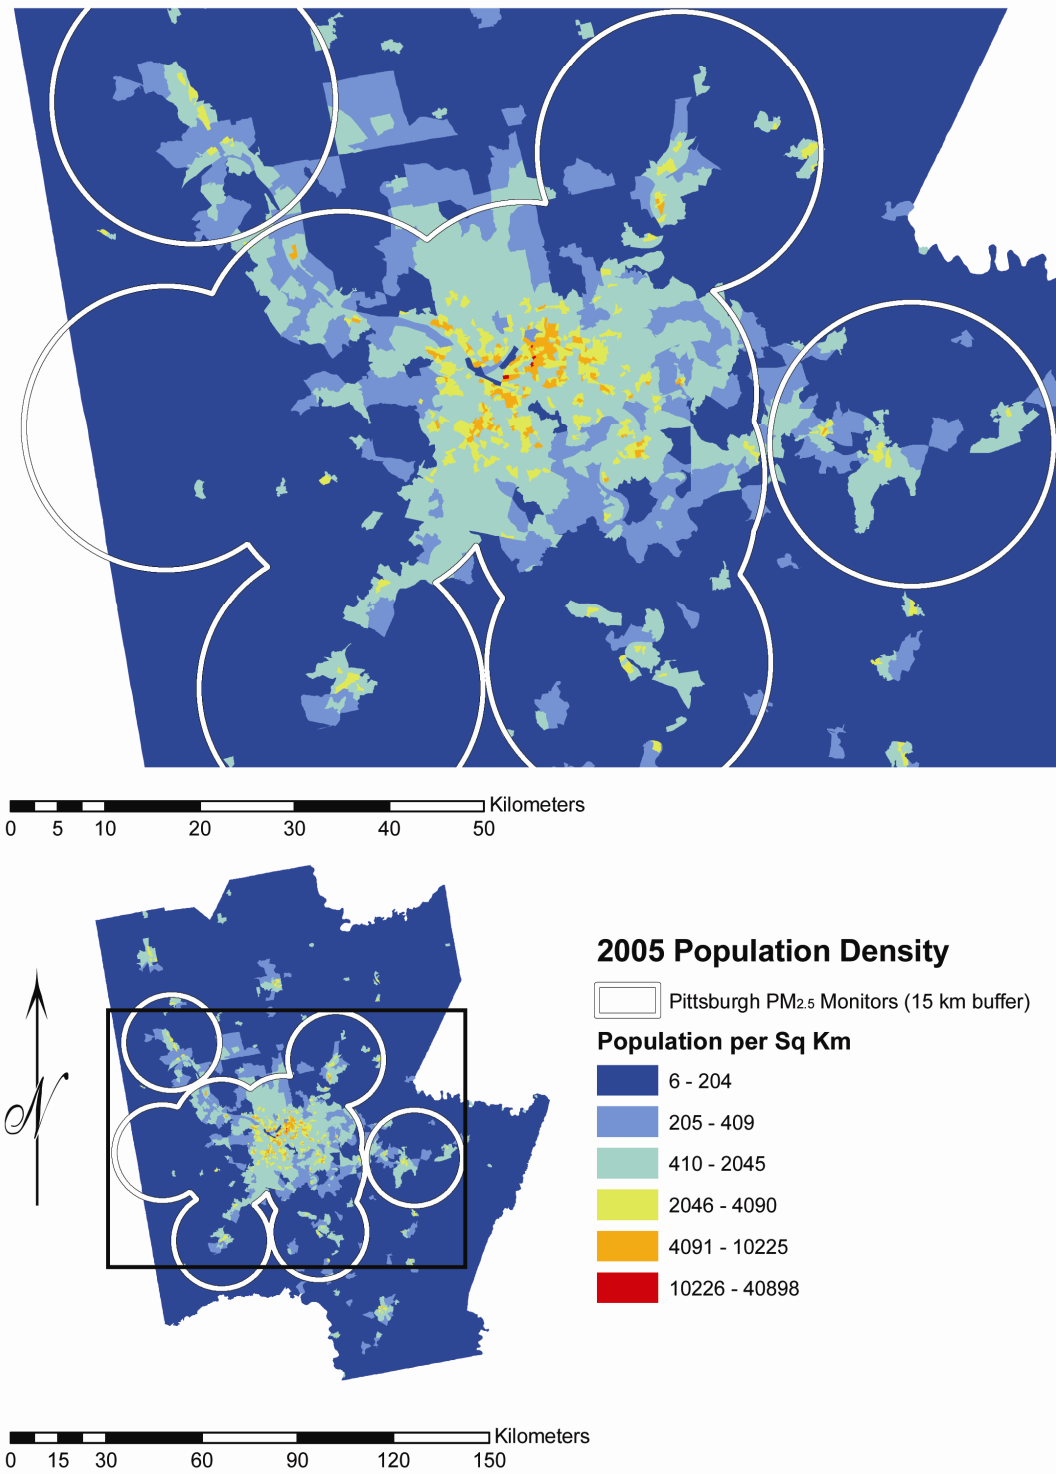 Kilometers
0 5 10 20 30 40 50
N
Kilometers
0 15 30 60 90 120 150
2005 Population Density
Pittsburgh PM2.5 Monitors (15 km buffer)
Population per Sq Km
6 - 204
205 - 409
410 - 2045
2046 - 4090
4091 - 10225
10226 - 40898